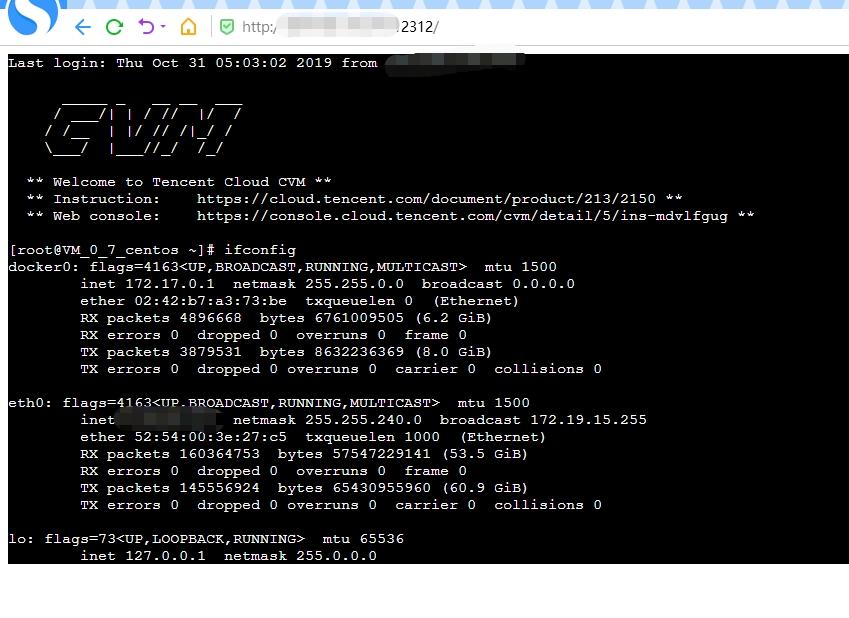 http:/ 2312/
Last login: Thu Oct 31 05:03:02 2019 from
** Welcome to Tencent Cloud CVM **
** Instruction: https://cloud.tencent.com/document/product/213/2150 **
** Web console: https://console.cloud.tencent.com/cvm/detail/5/ins-mdvlfgug **
[root@VM_0_7_centos ~]# ifconfig
docker0: flags=4163<UP,BROADCAST,RUNNING,MULTICAST> mtu 1500
inet 172.17.0.1 netmask 255.255.0.0 broadcast 0.0.0.0
ether 02:42:b7:a3:73:be txqueuelen 0 (Ethernet)
RX packets 4896668 bytes 6761009505 (6.2 GiB)
RX errors 0 dropped 0 overruns 0 frame 0
TX packets 3879531 bytes 8632236369 (8.0 GiB)
TX errors 0 dropped 0 overruns 0 carrier 0 collisions 0
eth0: flags=4163<UP,BROADCAST,RUNNING,MULTICAST> mtu 1500
inet netmask 255.255.240.0 broadcast 172.19.15.255
ether 52:54:00:3e:27:c5 txqueuelen 1000 (Ethernet)
RX packets 160364753 bytes 57547229141 (53.5 GiB)
RX errors 0 dropped 0 overruns 0 frame 0
TX packets 145556924 bytes 65430955960 (60.9 GiB)
TX errors 0 dropped 0 overruns 0 carrier 0 collisions 0
lo: flags=73<UP,LOOPBACK,RUNNING> mtu 65536
inet 127.0.0.1 netmask 255.0.0.0